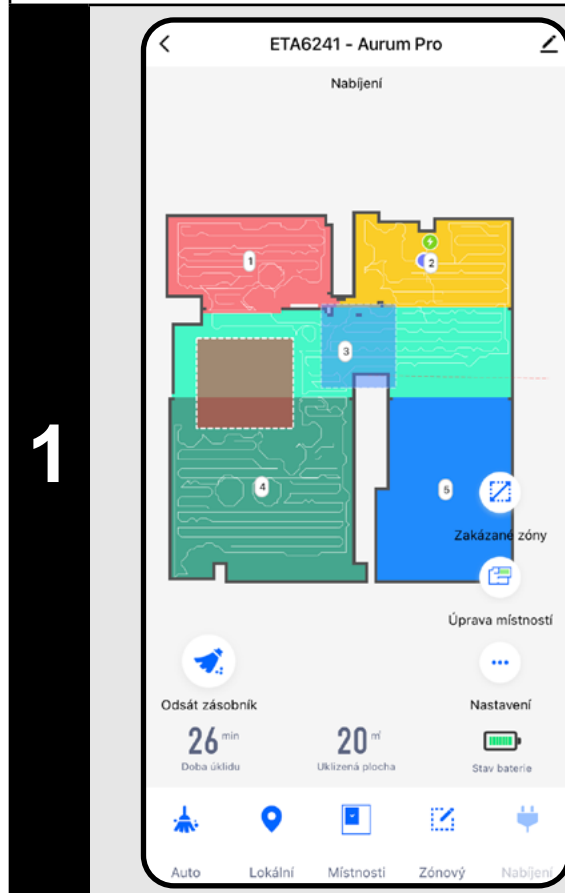 1
ETA6241 - Aurum Pro
Nabíjení
1
2
3
4
5
Zakázané zóny
Úprava místností
Odsát zásobník
Nastavení
26 min
20 ㎡
Doba úklidu
Uklizená plocha
Stav baterie
Auto
Lokální
Místnosti
Zónový
Nabíjení